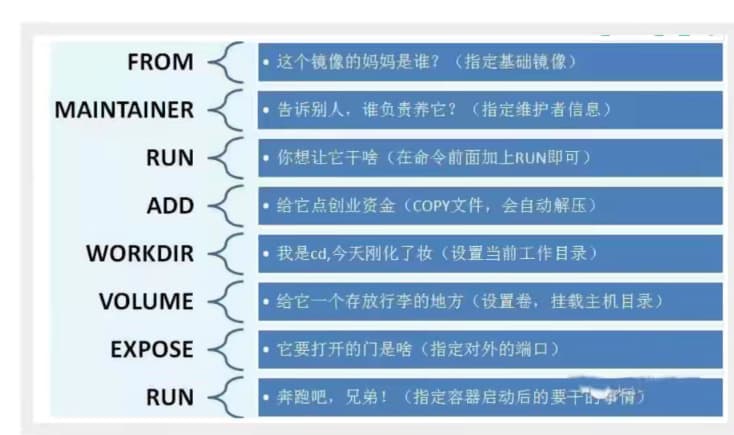 FROM • 这个镜像的妈妈是谁？（指定基础镜像）
MAINTAINER • 告诉别人，谁负责养它？（指定维护者信息）
RUN • 你想让它干啥（在命令前面加上RUN即可）
ADD • 给它点创业资金（COPY文件，会自动解压）
WORKDIR • 我是cd,今天刚化了妆（设置当前工作目录）
VOLUME • 给它一个存放行李的地方（设置卷，挂载主机目录）
EXPOSE • 它要打开的门是啥（指定对外的端口）
RUN • 奔跑吧，兄弟！（指定容器启动后的要干的事情）